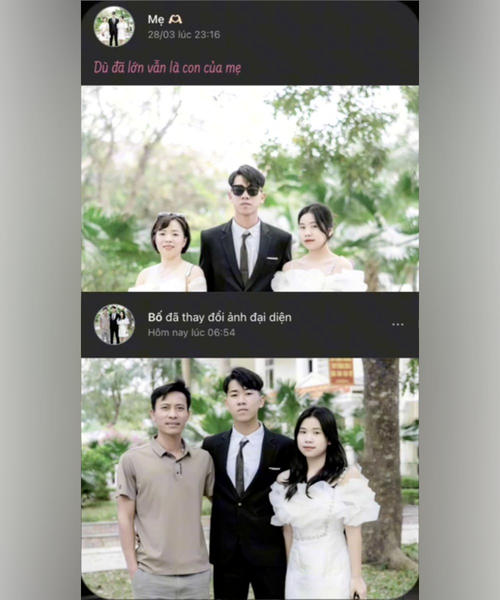 Mẹ 🫶🏻
28/03 lúc 23:16
Dù đã lớn vẫn là con của mẹ
Bố đã thay đổi ảnh đại diện
Hôm nay lúc 06:54